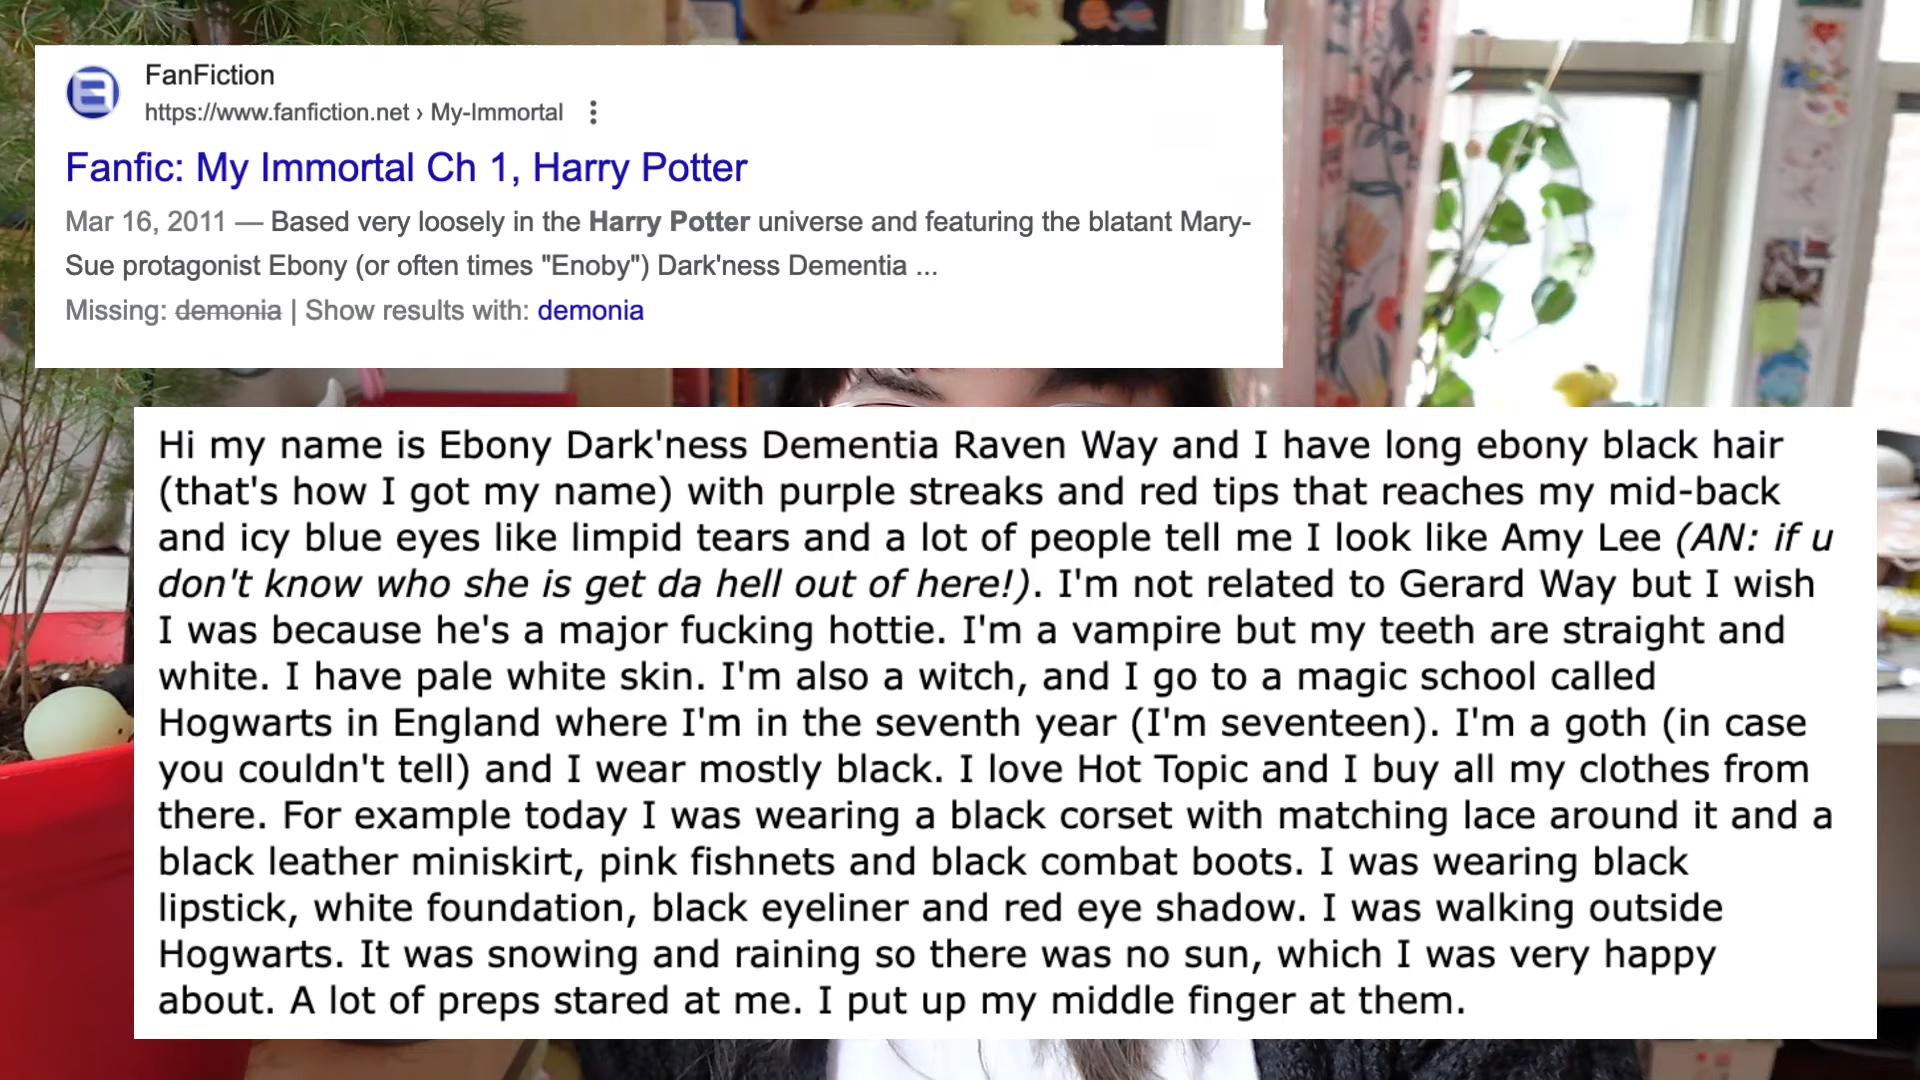 FanFiction
https://www.fanfiction.net › My-Immortal
Fanfic: My Immortal Ch 1, Harry Potter
Mar 16, 2011 — Based very loosely in the Harry Potter universe and featuring the blatant Mary-
Sue protagonist Ebony (or often times "Enoby") Dark'ness Dementia ...
Missing: demonia | Show results with: demonia
Hi my name is Ebony Dark'ness Dementia Raven Way and I have long ebony black hair
(that's how I got my name) with purple streaks and red tips that reaches my mid-back
and icy blue eyes like limpid tears and a lot of people tell me I look like Amy Lee (AN: if u
don't know who she is get da hell out of here!). I'm not related to Gerard Way but I wish
I was because he's a major fucking hottie. I'm a vampire but my teeth are straight and
white. I have pale white skin. I'm also a witch, and I go to a magic school called
Hogwarts in England where I'm in the seventh year (I'm seventeen). I'm a goth (in case
you couldn't tell) and I wear mostly black. I love Hot Topic and I buy all my clothes from
there. For example today I was wearing a black corset with matching lace around it and a
black leather miniskirt, pink fishnets and black combat boots. I was wearing black
lipstick, white foundation, black eyeliner and red eye shadow. I was walking outside
Hogwarts. It was snowing and raining so there was no sun, which I was very happy
about. A lot of preps stared at me. I put up my middle finger at them.